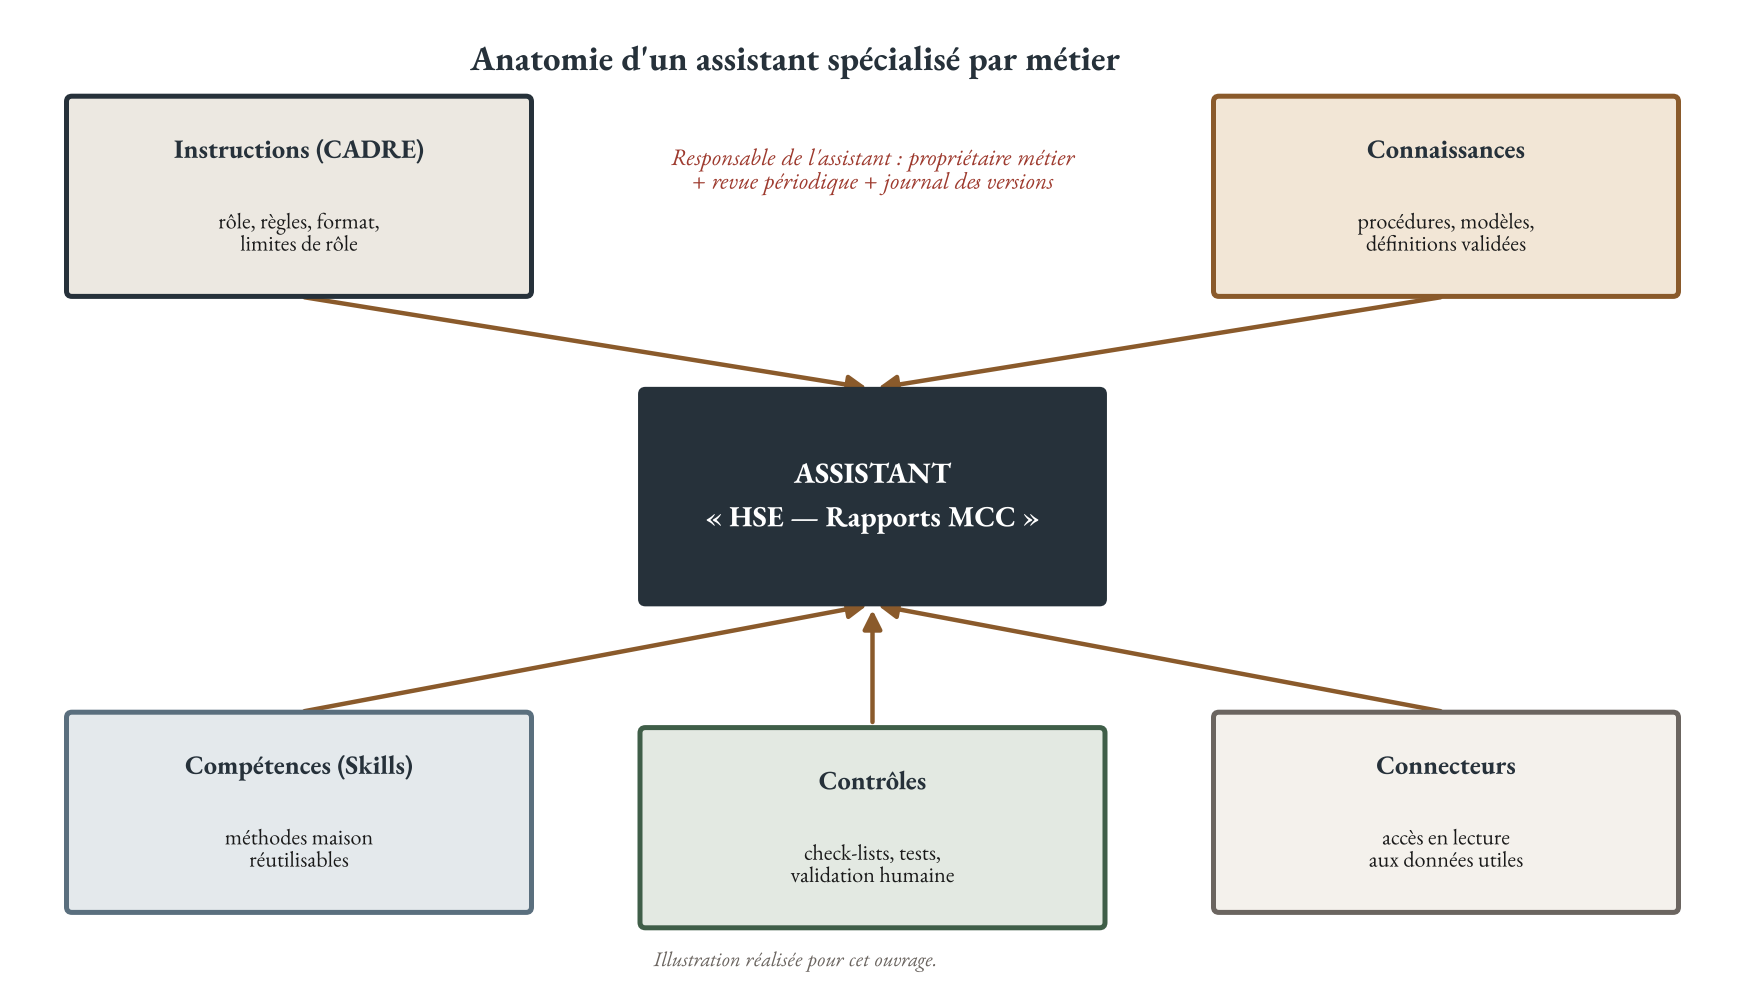 Anatomie d'un assistant spécialisé par métier
Instructions (CADRE)
rôle, règles, format,
limites de rôle
Responsable de l'assistant : propriétaire métier
+ revue périodique + journal des versions
Connaissances
procédures, modèles,
définitions validées
ASSISTANT
« HSE — Rapports MCC »
Compétences (Skills)
méthodes maison
réutilisables
Contrôles
check-lists, tests,
validation humaine
Connecteurs
accès en lecture
aux données utiles
Illustration réalisée pour cet ouvrage.